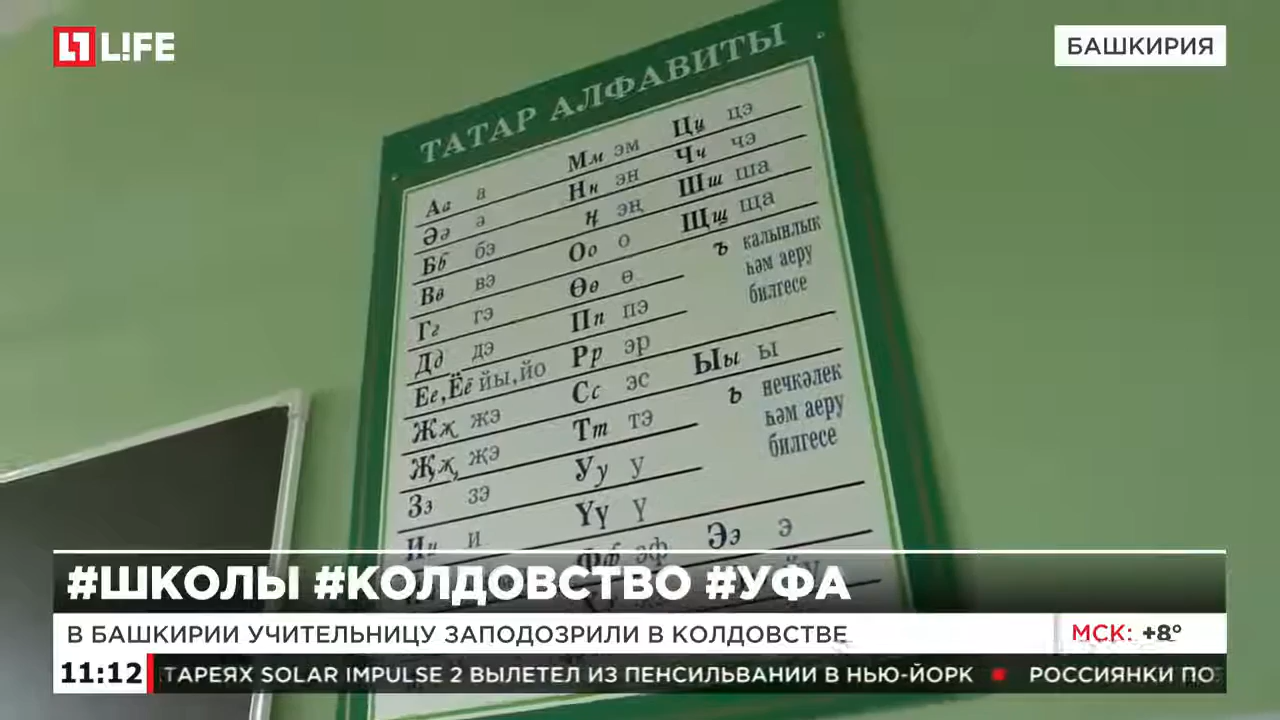 LIFE
БАШКИРИЯ
ТАТАР АЛФАВИТЫ
Аа а
Әә ә
Бб бэ
Вв вэ
Гг гэ
Дд дэ
Ее,Ёё йы,йо
Жж жэ
Җҗ җэ
Зз зэ
Ии и
Мм эм
Нн эн
ң эң
Оо о
Өө ө
Пп пэ
Рр эр
Сс эс
Тт тэ
Уу у
Үү ү
Фф эф
Цц цэ
Чч чэ
Шш ша
Щщ ща
ъ калынлык
һәм аеру
билгесе
Ыы ы
ь нечкәлек
һәм аеру
билгесе
Ээ э
#ШКОЛЫ #КОЛДОВСТВО #УФА
В БАШКИРИИ УЧИТЕЛЬНИЦУ ЗАПОДОЗРИЛИ В КОЛДОВСТВЕ
МСК: +8°
11:12 ТАРЕЯХ SOLAR IMPULSE 2 ВЫЛЕТЕЛ ИЗ ПЕНСИЛЬВАНИИ В НЬЮ-ЙОРК РОССИЯНКИ ПО